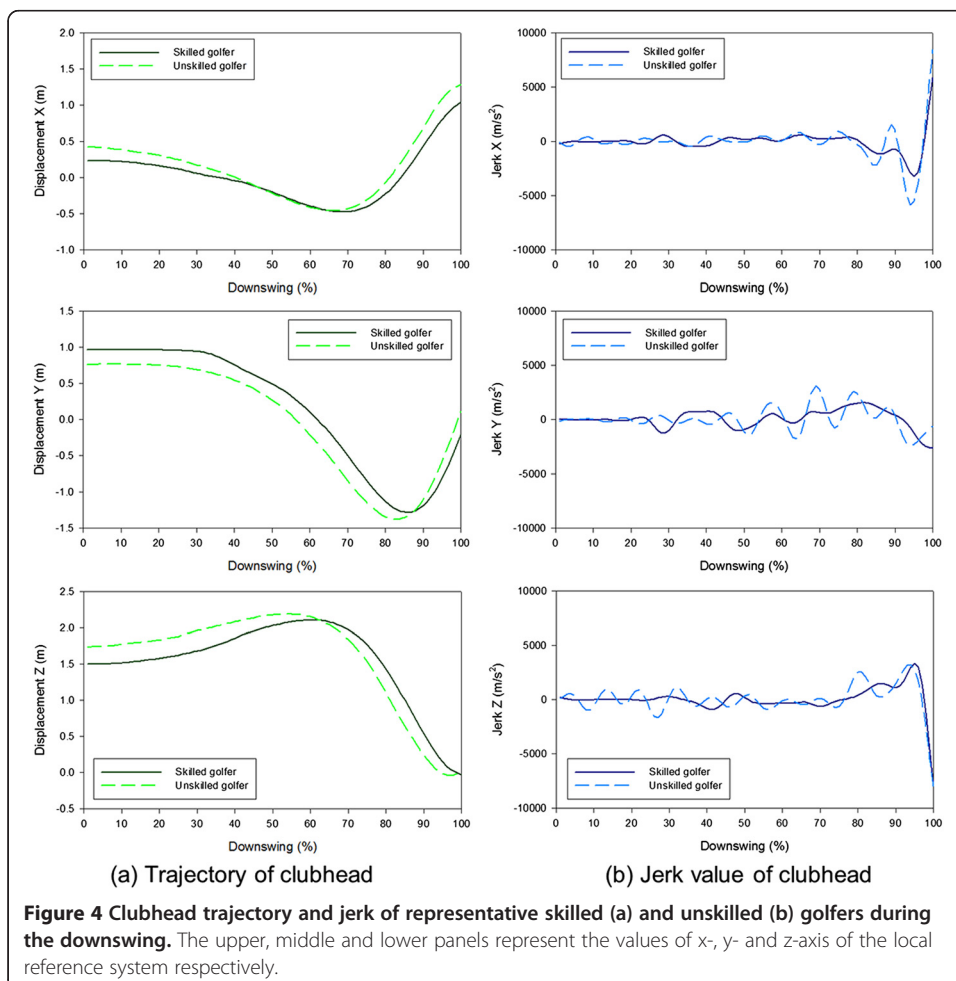 2.0
1.5
1.0
0.5
0.0
-0.5
-1.0
Displacement X (m)
Skilled golfer
Unskilled golfer
0 10 20 30 40 50 60 70 80 90 100
Downswing (%)
10000
5000
0
-5000
-10000
Jerk X (m/s²)
Skilled golfer
Unskilled golfer
0 10 20 30 40 50 60 70 80 90 100
Downswing (%)
1.5
1.0
0.5
0.0
-0.5
-1.0
-1.5
Displacement Y (m)
Skilled golfer
Unskilled golfer
0 10 20 30 40 50 60 70 80 90 100
Downswing (%)
10000
5000
0
-5000
-10000
Jerk Y (m/s²)
Skilled golfer
Unskilled golfer
0 10 20 30 40 50 60 70 80 90 100
Downswing (%)
2.5
2.0
1.5
1.0
0.5
0.0
-0.5
Displacement Z (m)
Skilled golfer
Unskilled golfer
0 10 20 30 40 50 60 70 80 90 100
Downswing (%)
10000
5000
0
-5000
-10000
Jerk Z (m/s²)
Skilled golfer
Unskilled golfer
0 10 20 30 40 50 60 70 80 90 100
Downswing (%)
(a) Trajectory of clubhead
(b) Jerk value of clubhead
Figure 4 Clubhead trajectory and jerk of representative skilled (a) and unskilled (b) golfers during
the downswing. The upper, middle and lower panels represent the values of x-, y- and z-axis of the local
reference system respectively.